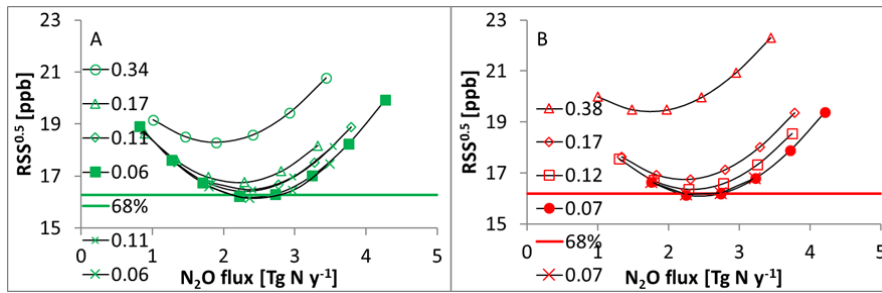 A
RSS^0.5 [ppb]
23
21
19
17
15
0.34
0.17
0.11
0.06
68%
0.11
0.06
0 1 2 3 4 5
N₂O flux [Tg N y⁻¹]
B
RSS^0.5 [ppb]
23
21
19
17
15
0.38
0.17
0.12
0.07
68%
0.07
0 1 2 3 4 5
N₂O flux [Tg N y⁻¹]